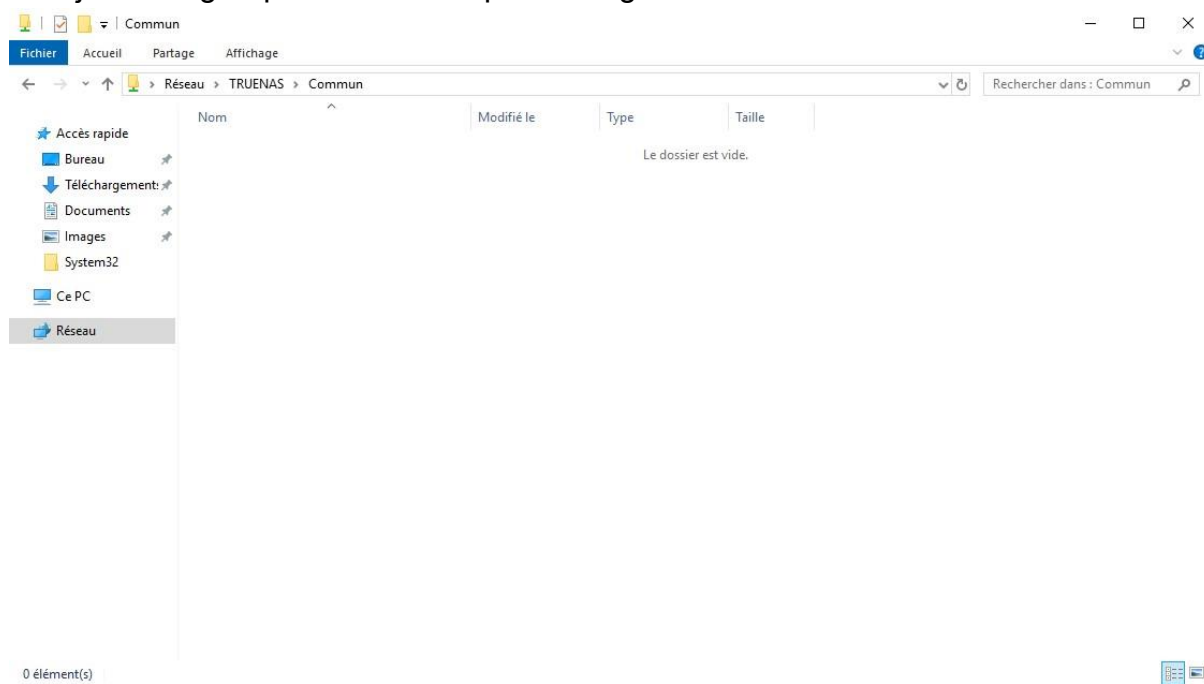 Commun
Fichier Accueil Partage Affichage
Réseau > TRUENAS > Commun
Rechercher dans : Commun
Nom Modifié le Type Taille
Accès rapide
Le dossier est vide.
Bureau
Téléchargements
Documents
Images
System32
Ce PC
Réseau
0 élément(s)